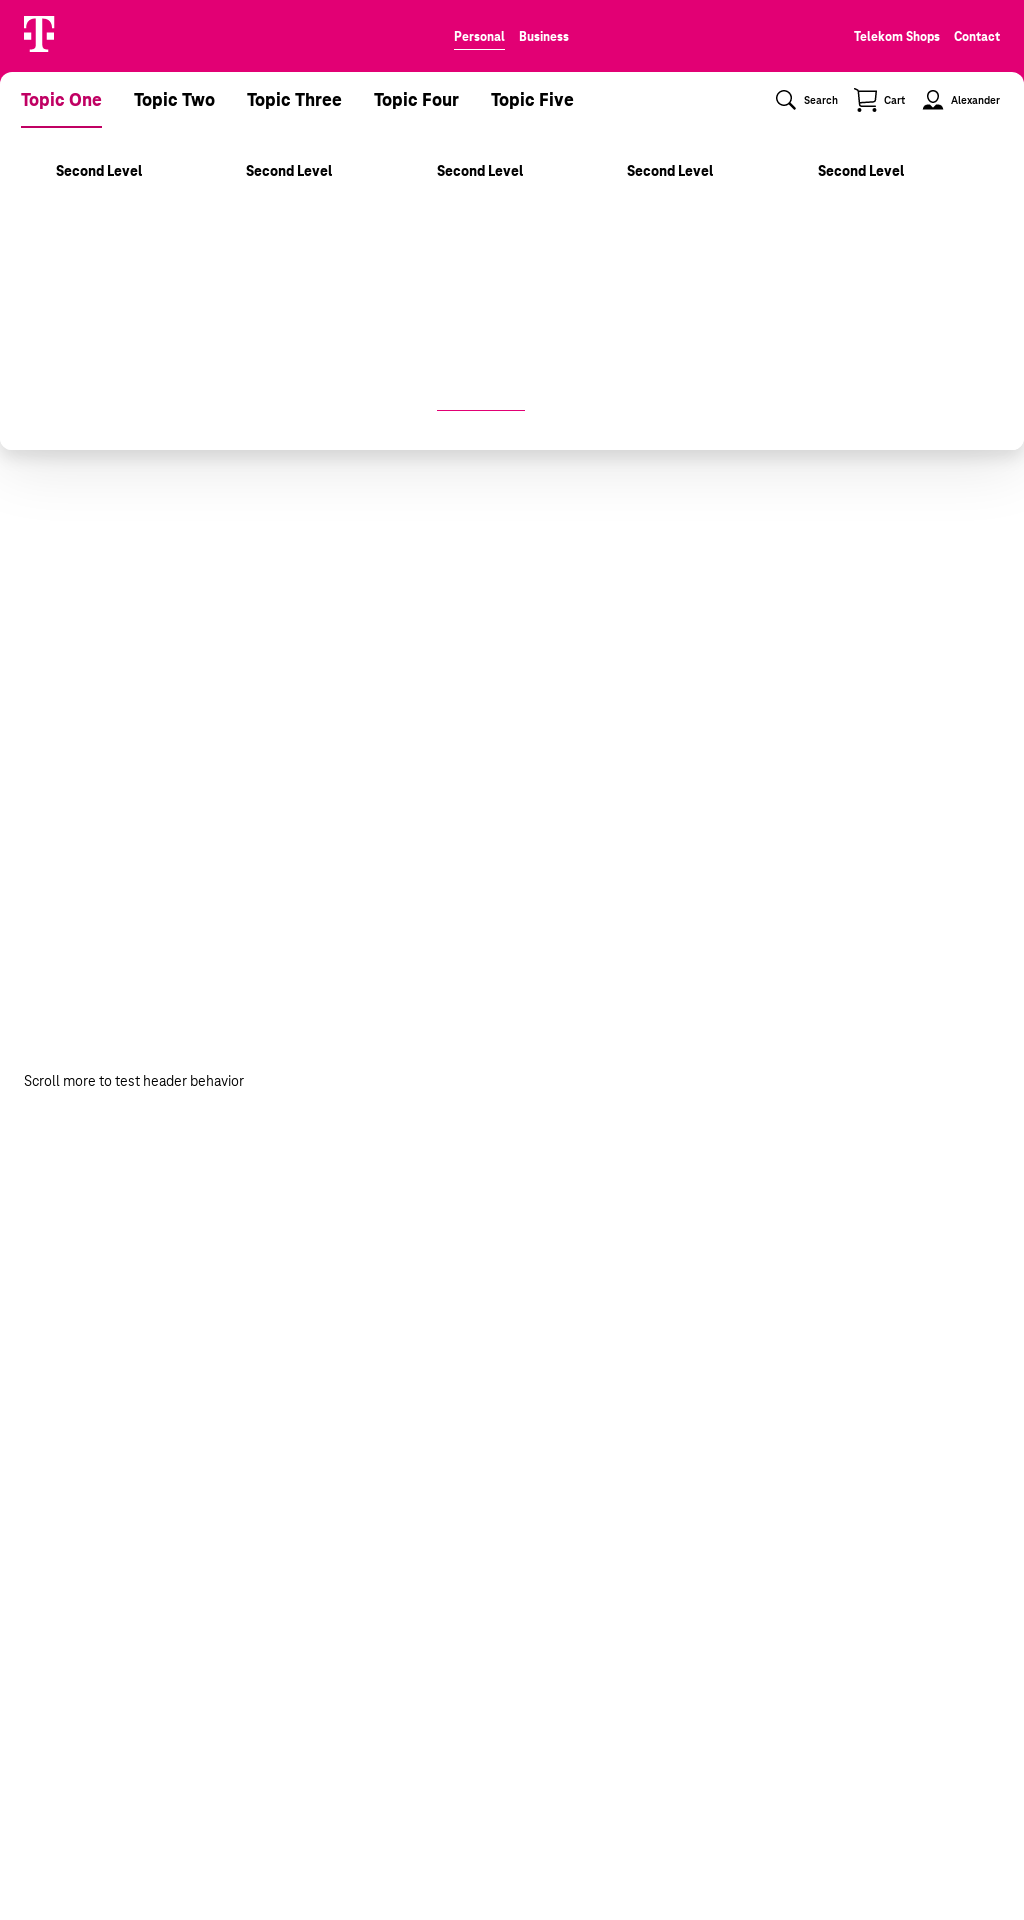 Personal Business Telekom Shops Contact
Topic One Topic Two Topic Three Topic Four Topic Five Search Cart Alexander
Second Level Second Level Second Level Second Level Second Level
Scroll more to test header behavior